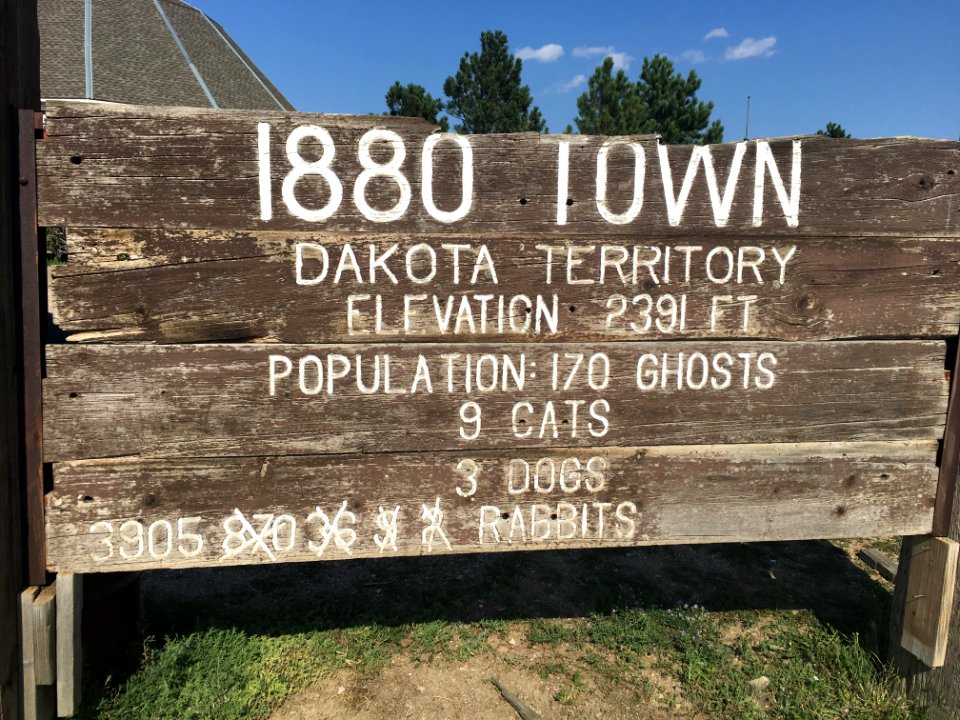 1880 TOWN
DAKOTA TERRITORY
ELEVATION 2391 FT
POPULATION: 170 GHOSTS
9 CATS
3 DOGS
3905 870 36 RABBITS